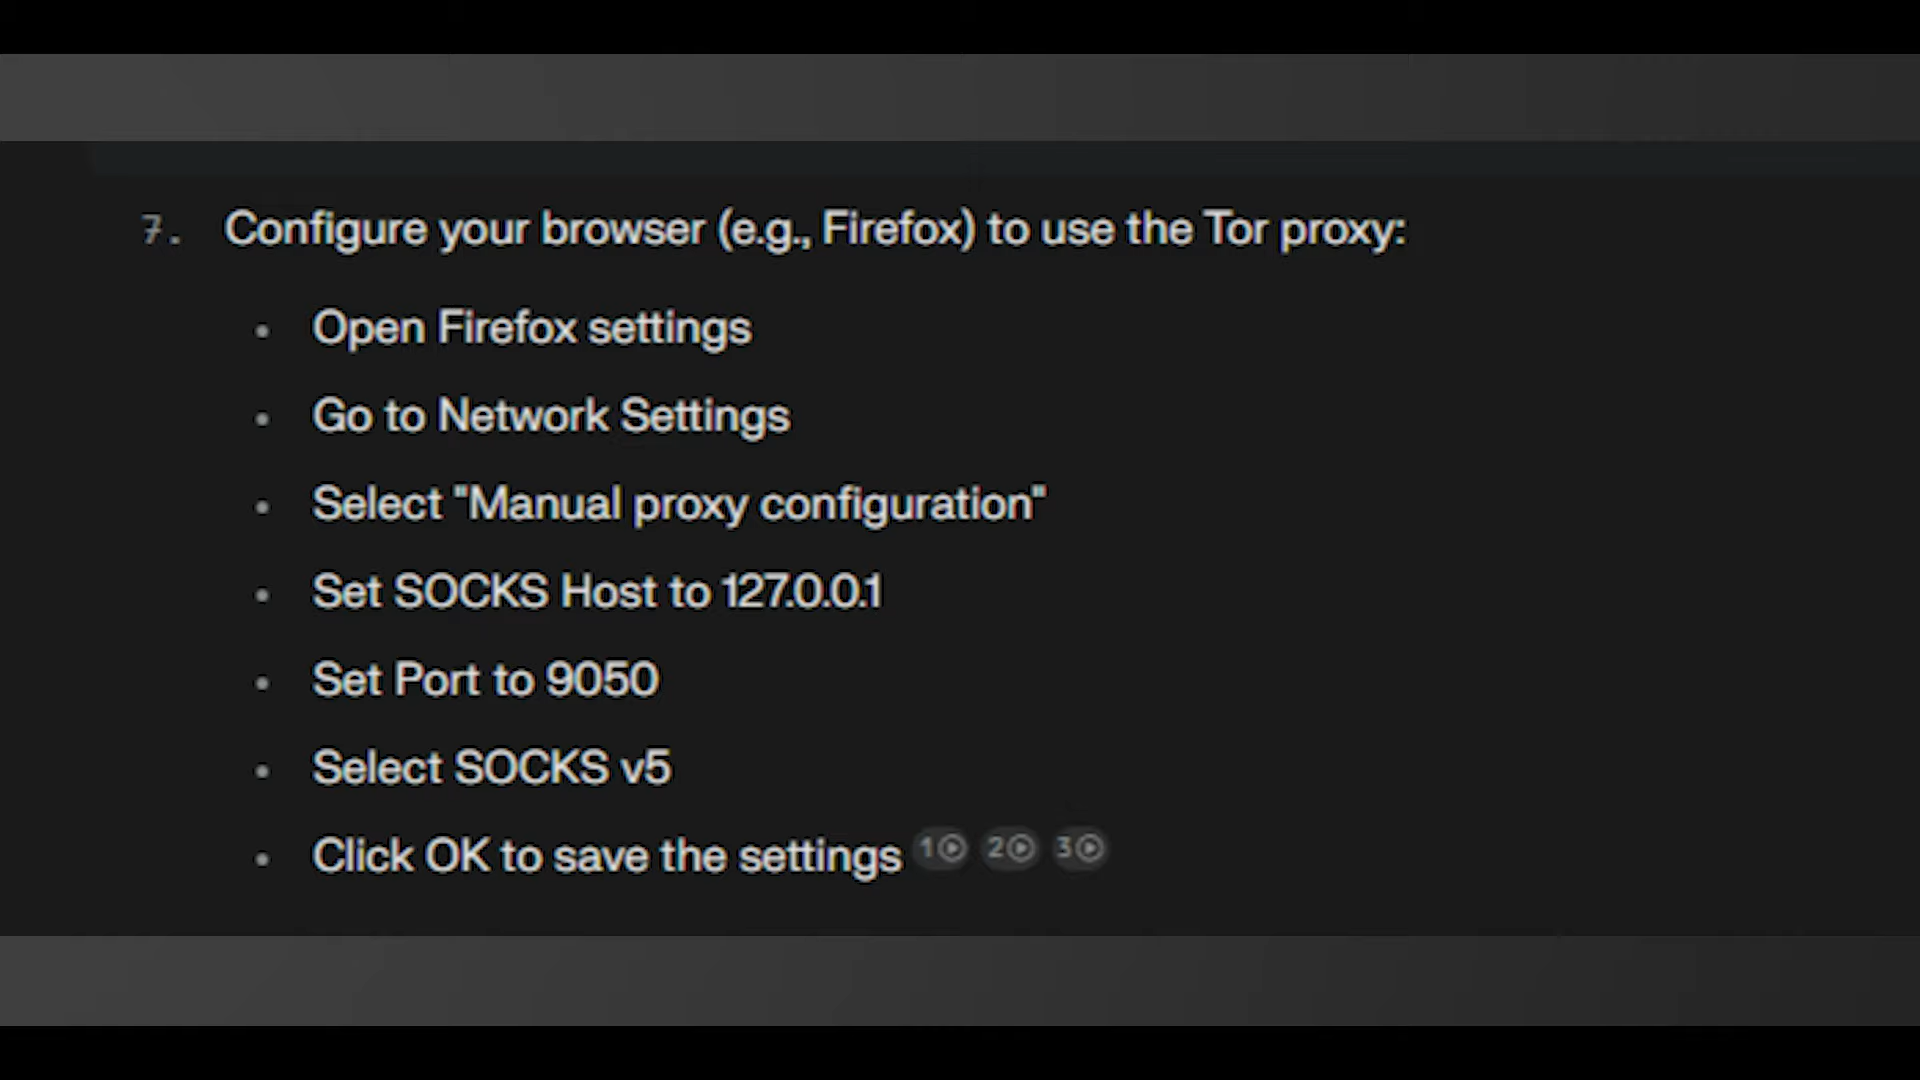 7. Configure your browser (e.g., Firefox) to use the Tor proxy:
• Open Firefox settings
• Go to Network Settings
• Select "Manual proxy configuration"
• Set SOCKS Host to 127.0.0.1
• Set Port to 9050
• Select SOCKS v5
• Click OK to save the settings 1 2 3